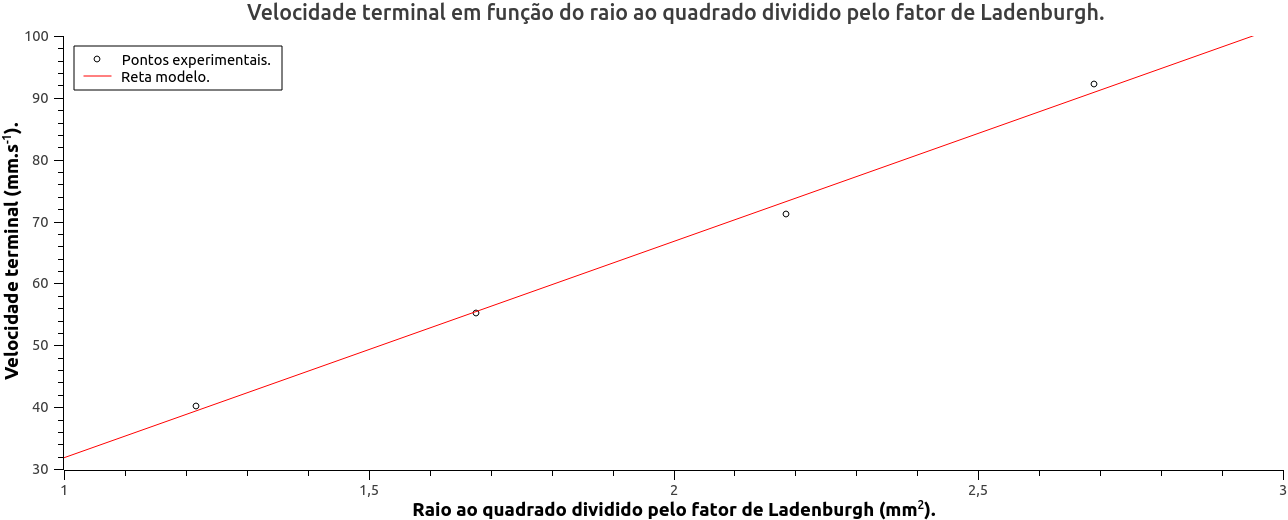 Velocidade terminal em função do raio ao quadrado dividido pelo fator de Ladenburgh.
Pontos experimentais.
Reta modelo.
Velocidade terminal (mm.s⁻¹).
100
90
80
70
60
50
40
30
1 1,5 2 2,5 3
Raio ao quadrado dividido pelo fator de Ladenburgh (mm²).